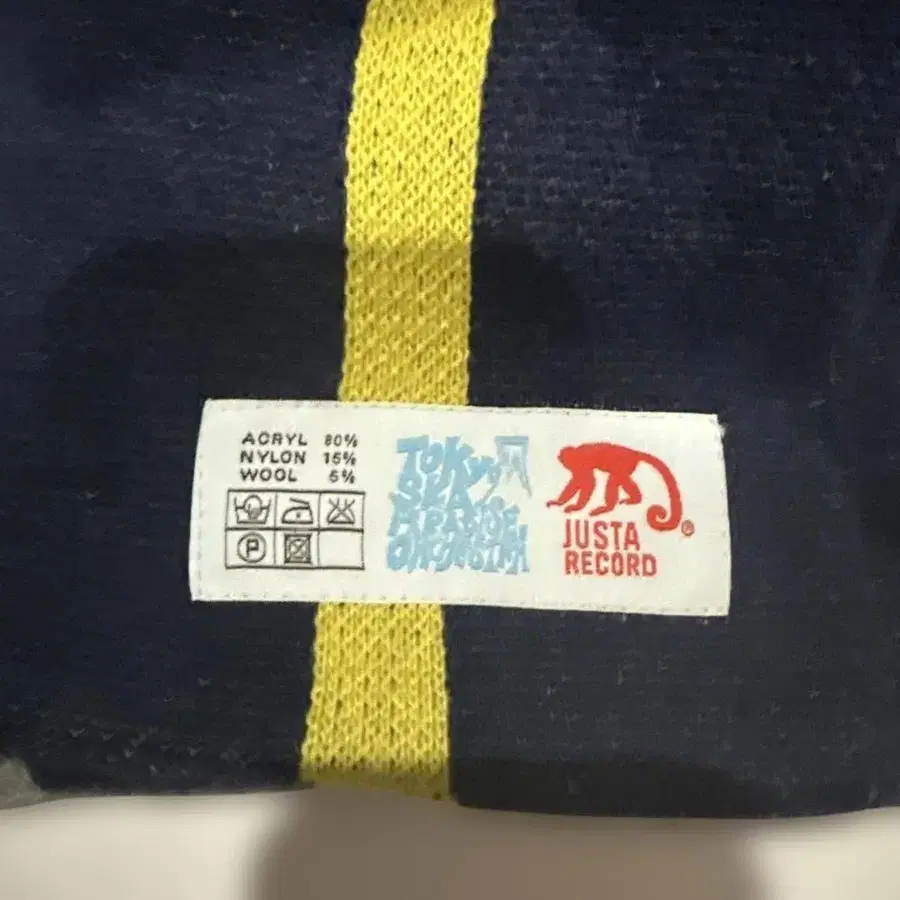 ACRYL 80%
NYLON 15%
WOOL 5%
P
TOKYO
SKA
PARADISE
ORCHESTRA
JUSTA
RECORD
®